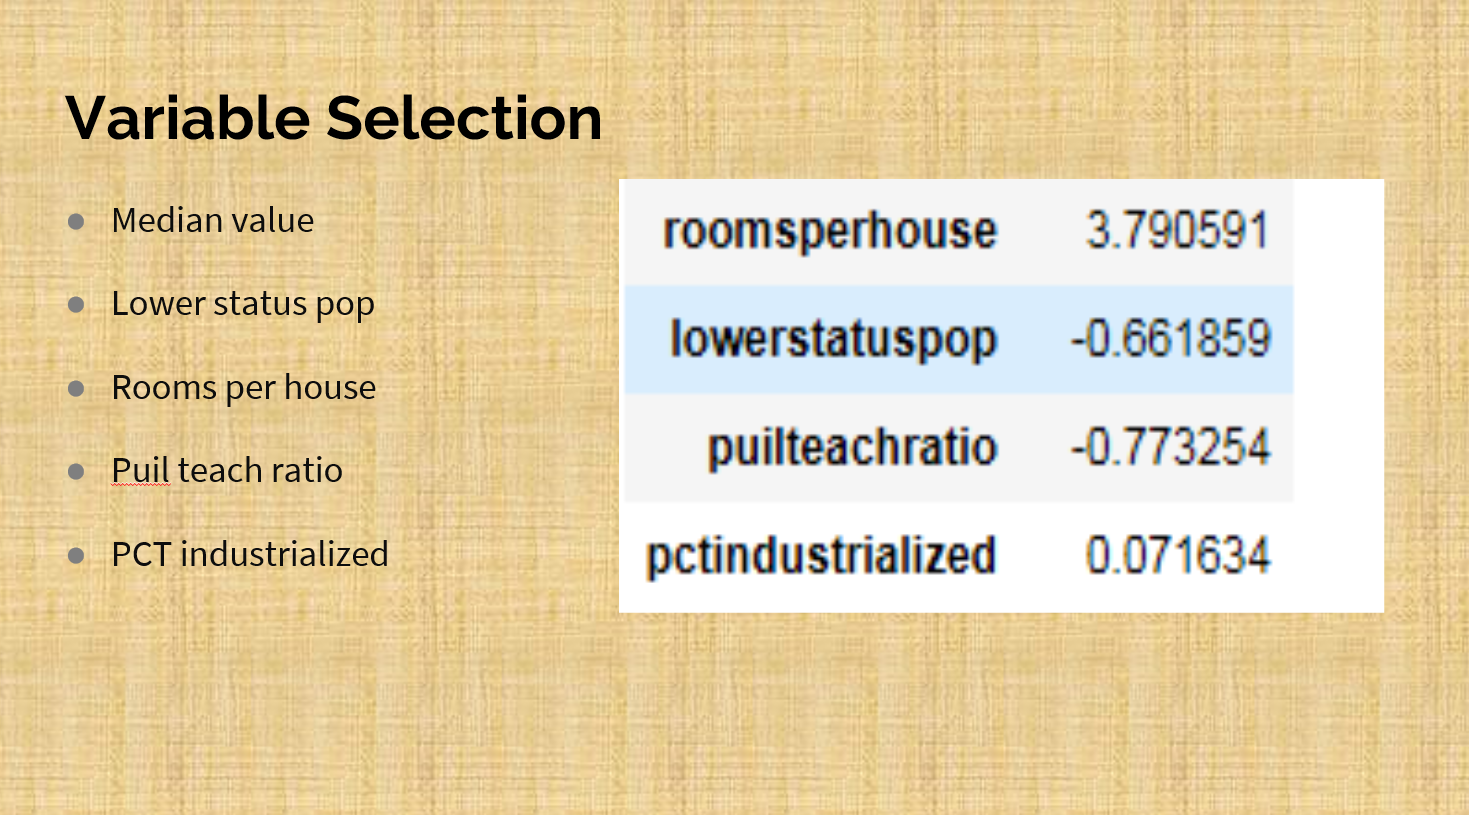 Variable Selection
Median value
Lower status pop
Rooms per house
Puil teach ratio
PCT industrialized
roomsperhouse 3.790591
lowerstatuspop -0.661859
puilteachratio -0.773254
pctindustrialized 0.071634